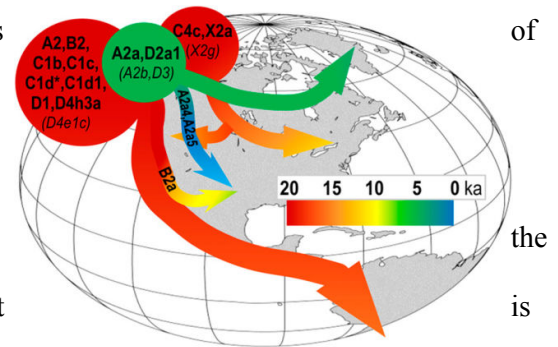 s
of
A2,B2,
C1b,C1c,
C1d*,C1d1,
D1,D4h3a
(D4e1c)
A2a,D2a1
(A2b,D3)
C4c,X2a
(X2g)
A2a4,A2a5
B2a
20 15 10 5 0 ka
the
t
is